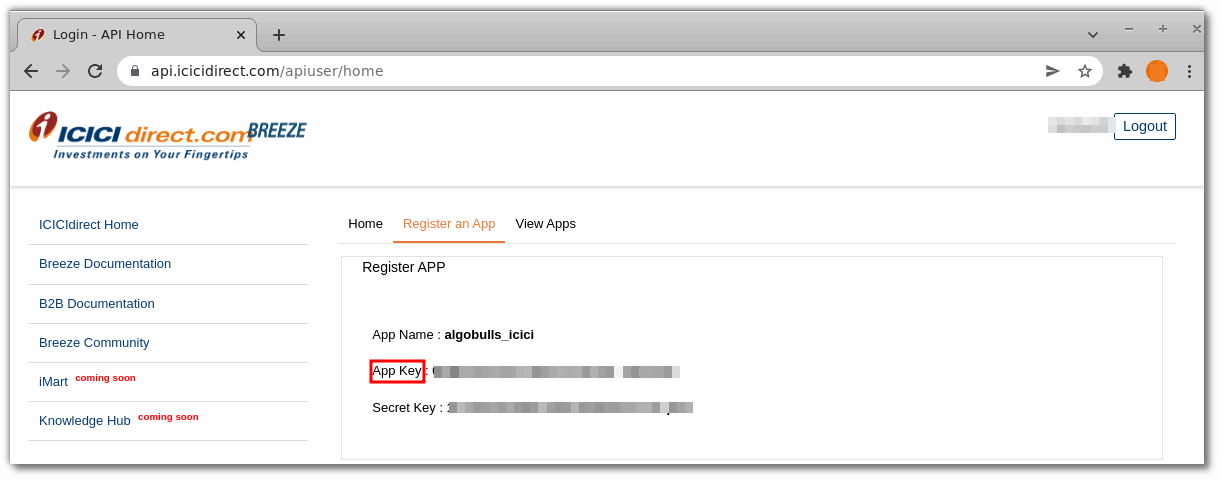 Login - API Home
api.icicidirect.com/apiuser/home
ICICI direct.com BREEZE
Investments on Your Fingertips
Logout
ICICIdirect Home
Breeze Documentation
B2B Documentation
Breeze Community
iMart coming soon
Knowledge Hub coming soon
Home Register an App View Apps
Register APP
App Name : algobulls_icici
App Key :
Secret Key :